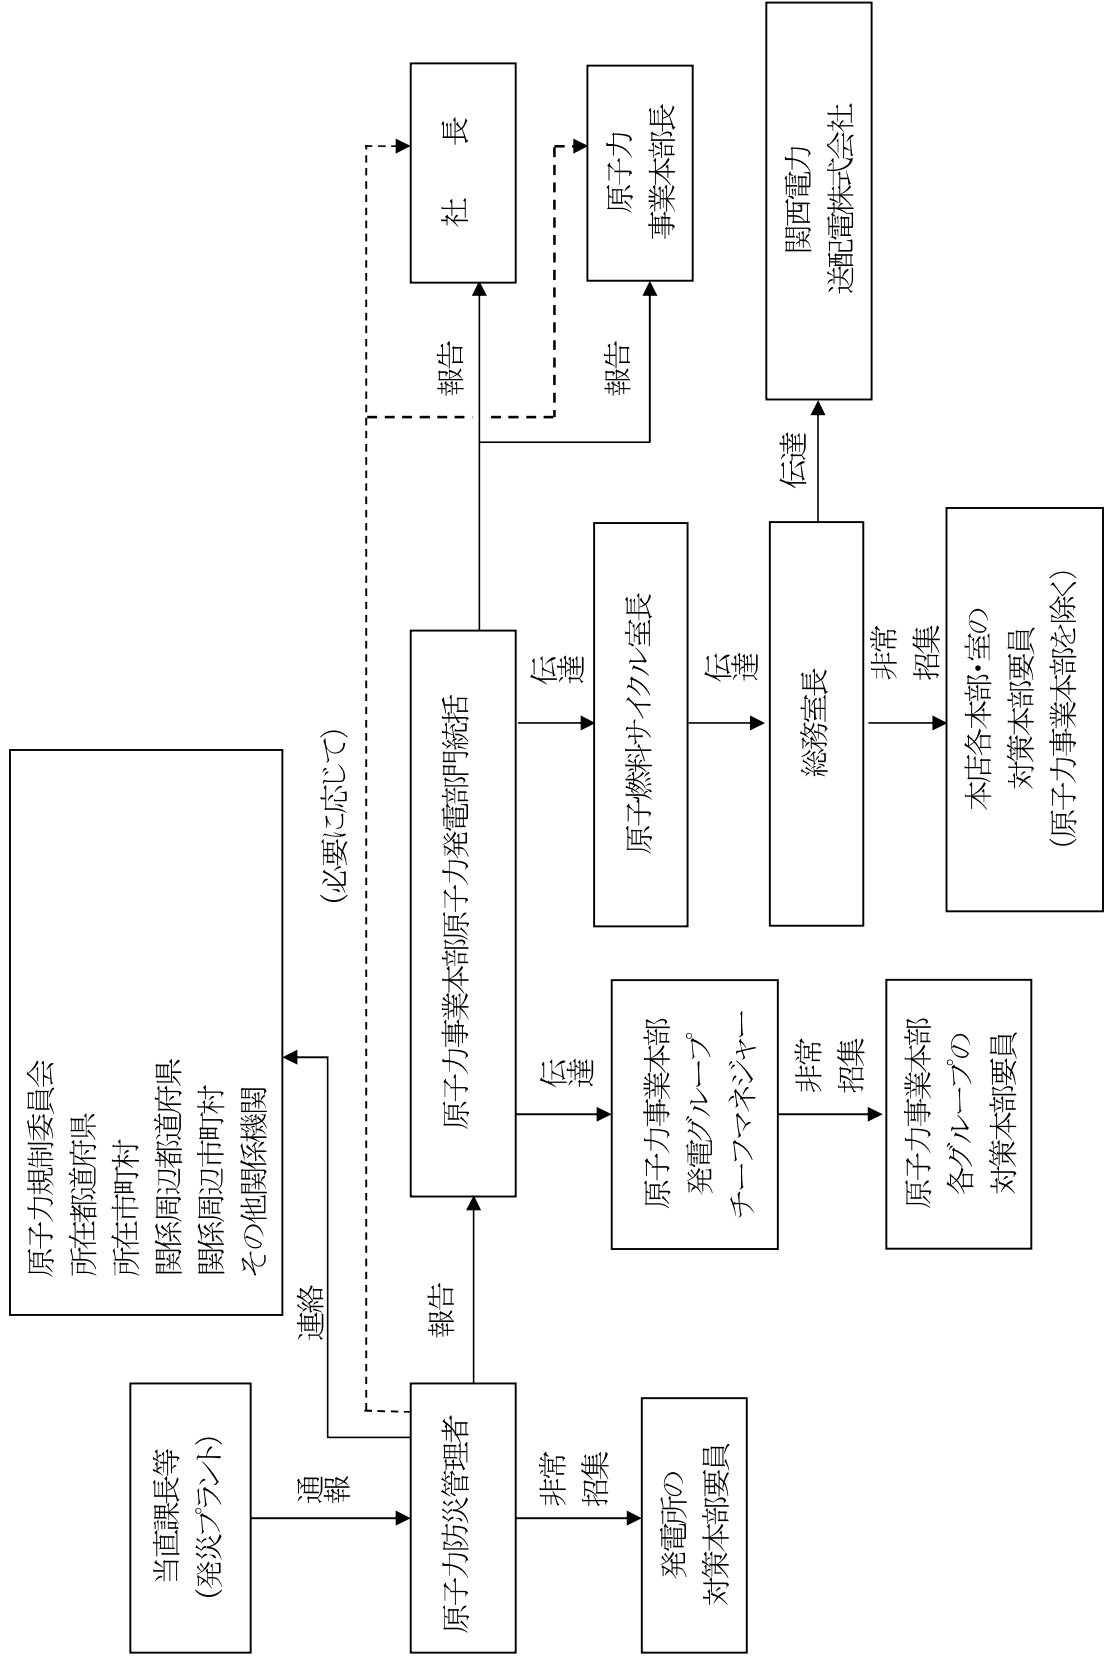 原子力規制委員会
所在都道府県
所在市町村
関係周辺都道府県
関係周辺市町村
その他関係機関
当直課長等
(発災プラント)
連絡
通報
(必要に応じて)
原子力防災管理者
報告
原子力事業本部原子力発電部門統括
報告
社　長
非常
招集
伝達
伝達
報告
原子力
事業本部長
発電所の
対策本部要員
原子力事業本部
発電グループ
チーフマネジャー
原子燃料サイクル室長
伝達
伝達
関西電力
送配電株式会社
非常
招集
総務室長
非常
招集
原子力事業本部
各グループの
対策本部要員
本店各本部・室の
対策本部要員
(原子力事業本部を除く)